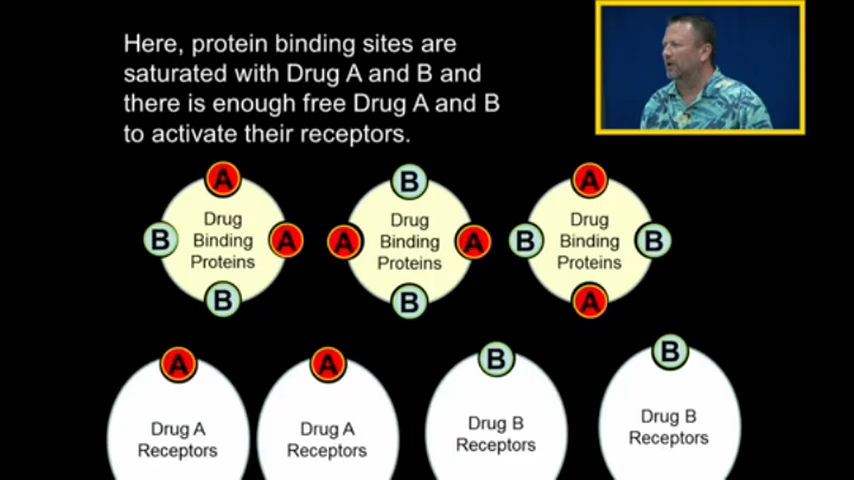 Here, protein binding sites are
saturated with Drug A and B and
there is enough free Drug A and B
to activate their receptors.
A
B
A
Drug
Binding
Proteins
B
A
B
Drug
Binding
Proteins
A
A
B
B
Drug
Binding
Proteins
B
A
A
Drug A
Receptors
A
Drug A
Receptors
B
Drug B
Receptors
B
Drug B
Receptors